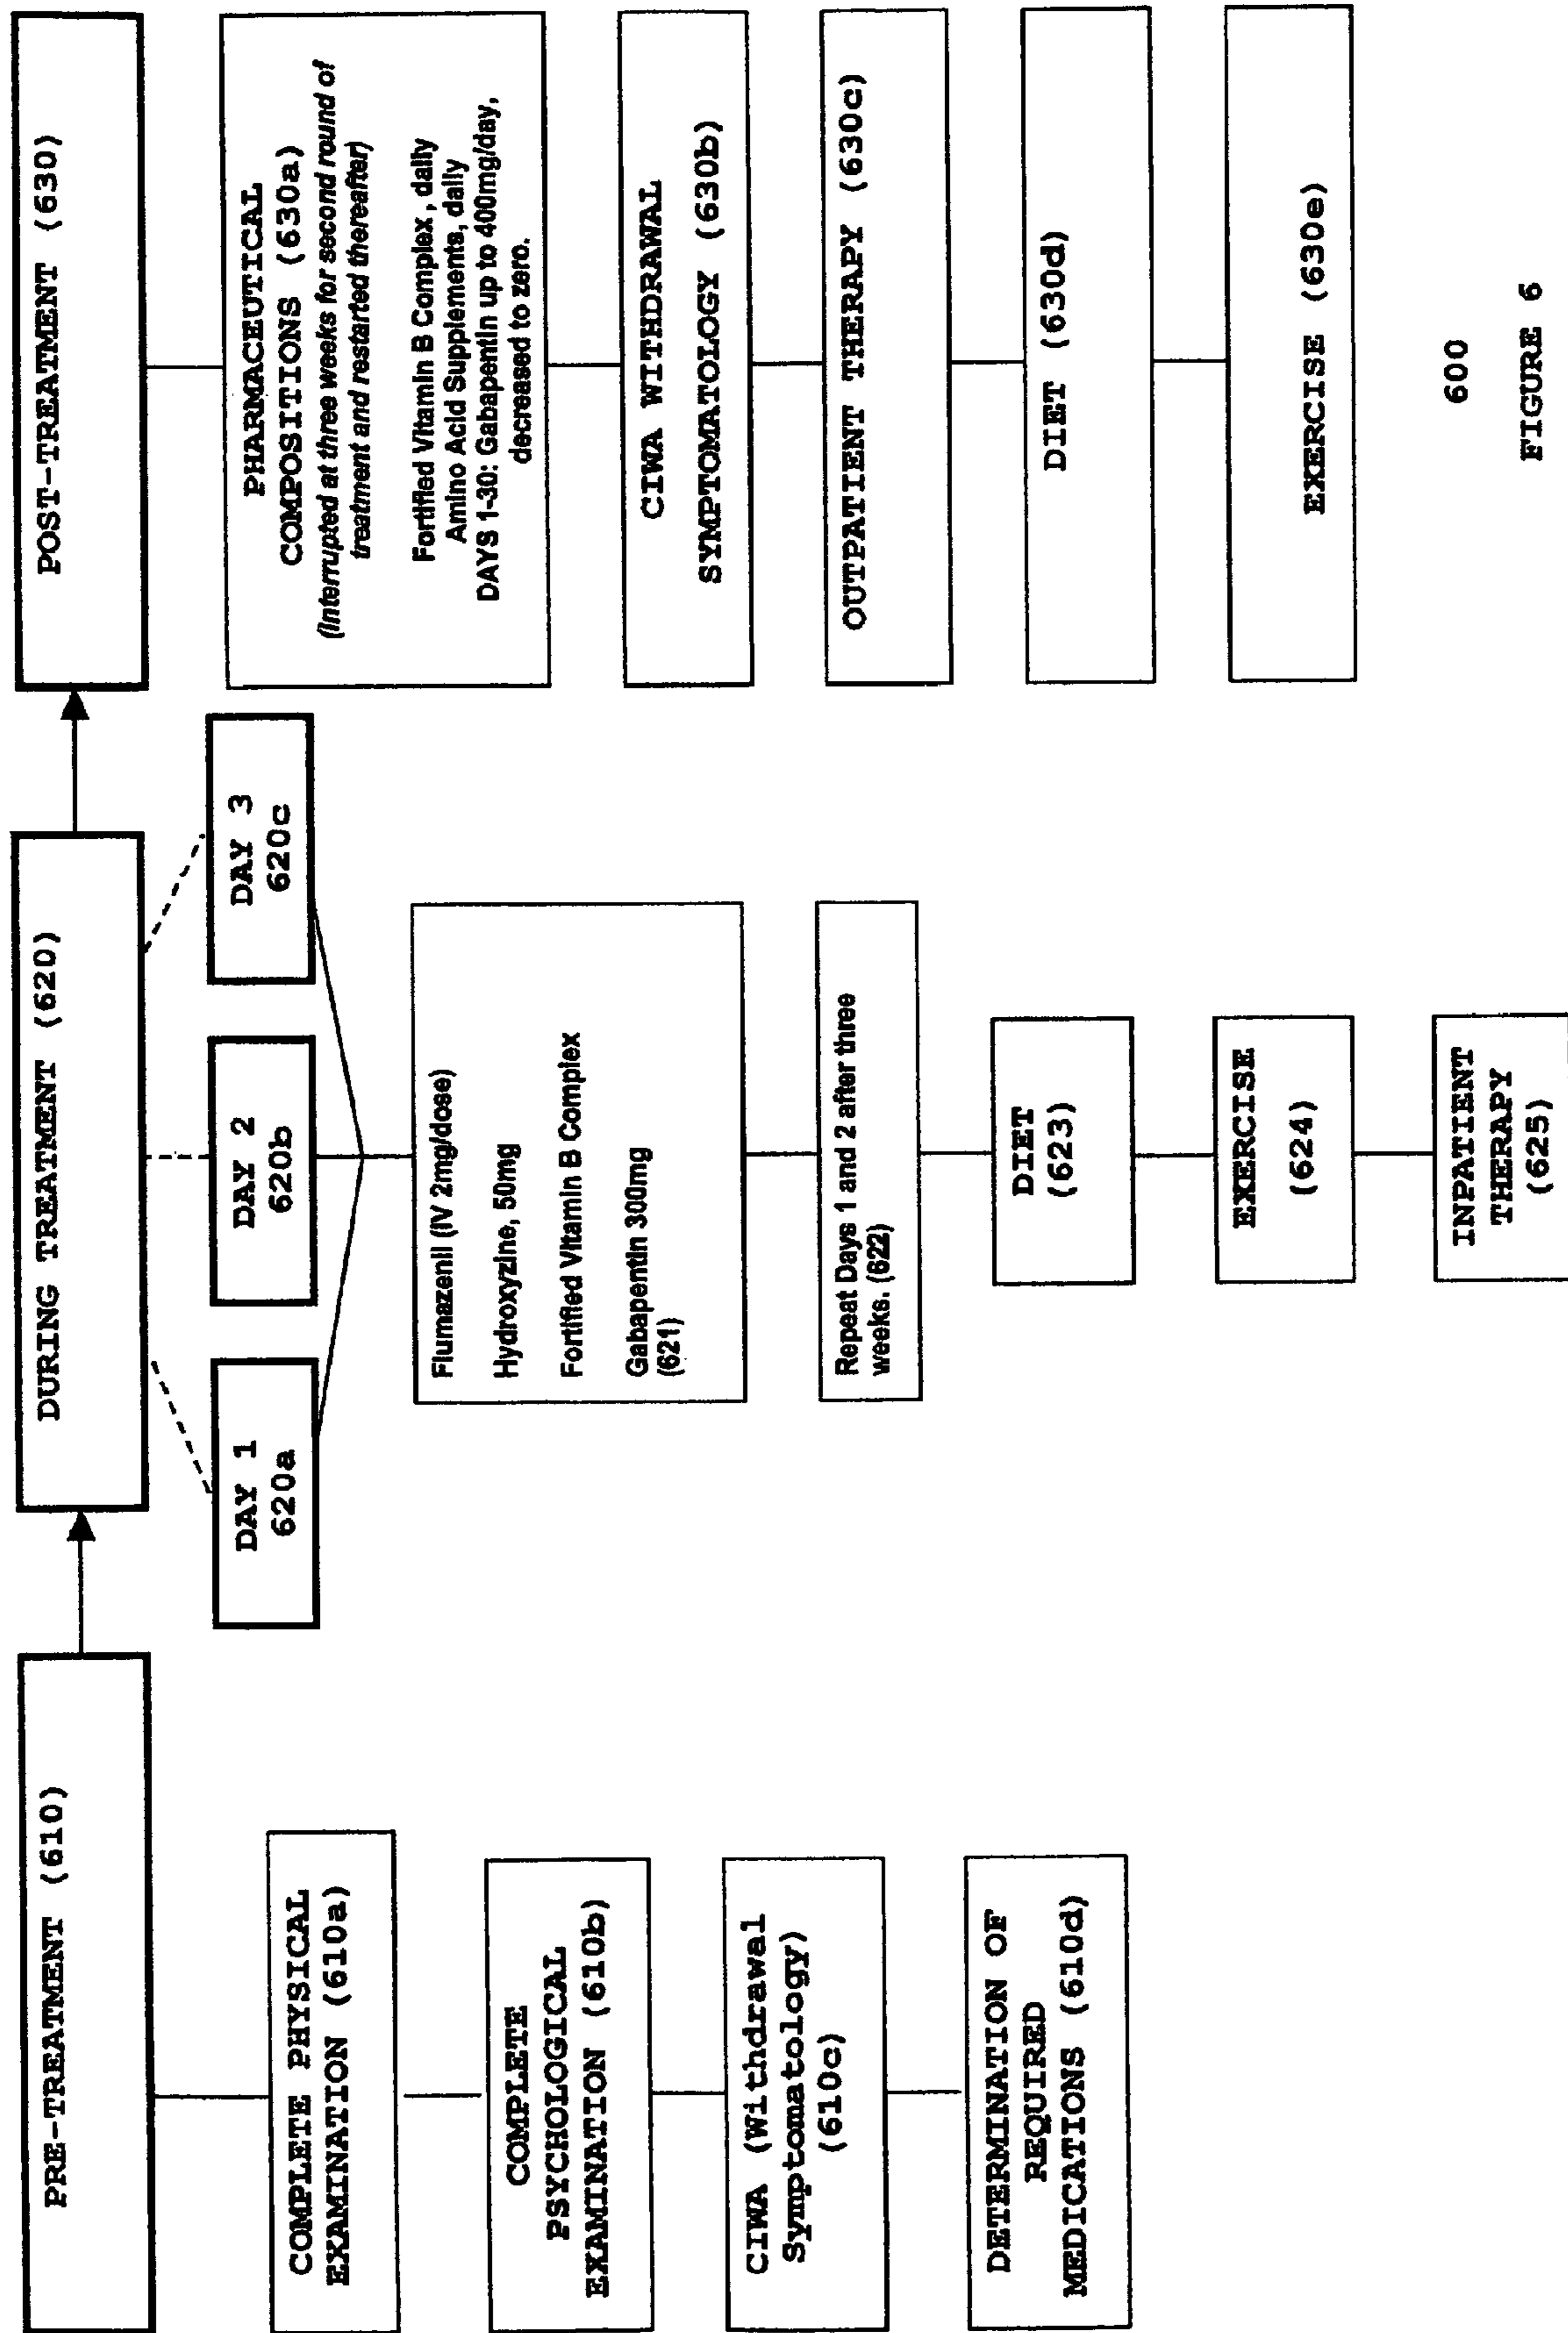 PRE-TREATMENT (610)
COMPLETE PHYSICAL
EXAMINATION (610a)
COMPLETE
PSYCHOLOGICAL
EXAMINATION (610b)
CIWA (Withdrawal
Symptomatology)
(610c)
DETERMINATION OF
REQUIRED
MEDICATIONS (610d)
DURING TREATMENT (620)
DAY 1
620a
DAY 2
620b
DAY 3
620c
Flumazenil (IV 2mg/dose)
Hydroxyzine, 50mg
Fortified Vitamin B Complex
Gabapentin 300mg
(621)
Repeat Days 1 and 2 after three
weeks. (622)
DIET
(623)
EXERCISE
(624)
INPATIENT
THERAPY
(625)
POST-TREATMENT (630)
PHARMACEUTICAL
COMPOSITIONS (630a)
(Interrupted at three weeks for second round of
treatment and restarted thereafter)
Fortified Vitamin B Complex, daily
Amino Acid Supplements, daily
DAYS 1-30: Gabapentin up to 400mg/day,
decreased to zero.
CIWA WITHDRAWAL
SYMPTOMATOLOGY (630b)
OUTPATIENT THERAPY (630c)
DIET (630d)
EXERCISE (630e)
600
FIGURE 6